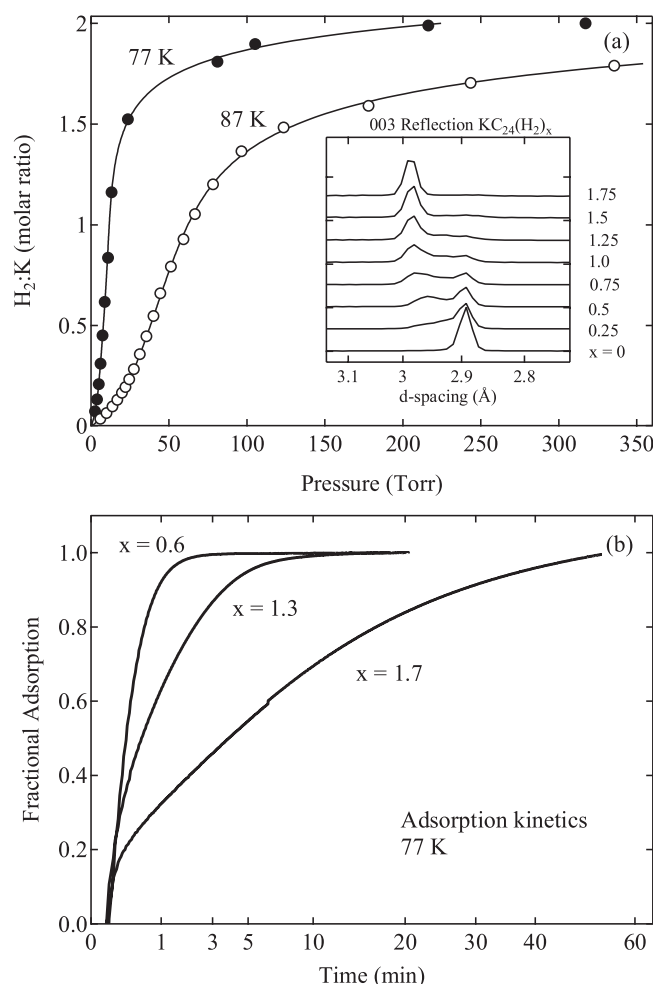 2
1.5
1
0.5
0
H₂:K (molar ratio)
77 K
87 K
(a)
003 Reflection KC₂₄(H₂)ₓ
1.75
1.5
1.25
1.0
0.75
0.5
0.25
x = 0
3.1 3 2.9 2.8
d-spacing (Å)
0 50 100 150 200 250 300 350
Pressure (Torr)
(b)
1.0
0.8
0.6
0.4
0.2
0.0
Fractional Adsorption
x = 0.6
x = 1.3
x = 1.7
Adsorption kinetics
77 K
0 1 3 5 10 20 30 40 60
Time (min)